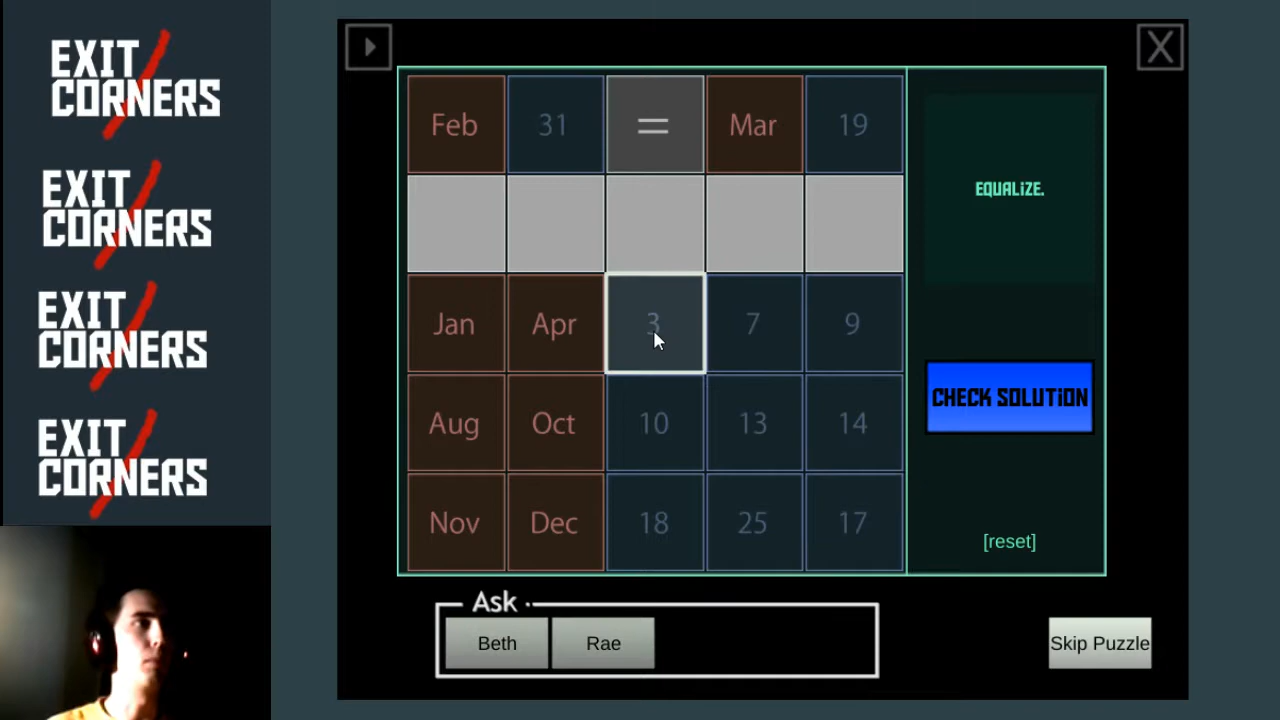 EXIT
CORNERS
EXIT
CORNERS
EXIT
CORNERS
EXIT
CORNERS
X
Feb 31 = Mar 19
EQUALIZE.
Jan Apr 3 7 9
CHECK SOLUTION
Aug Oct 10 13 14
Nov Dec 18 25 17
[reset]
Ask
Beth Rae
Skip Puzzle